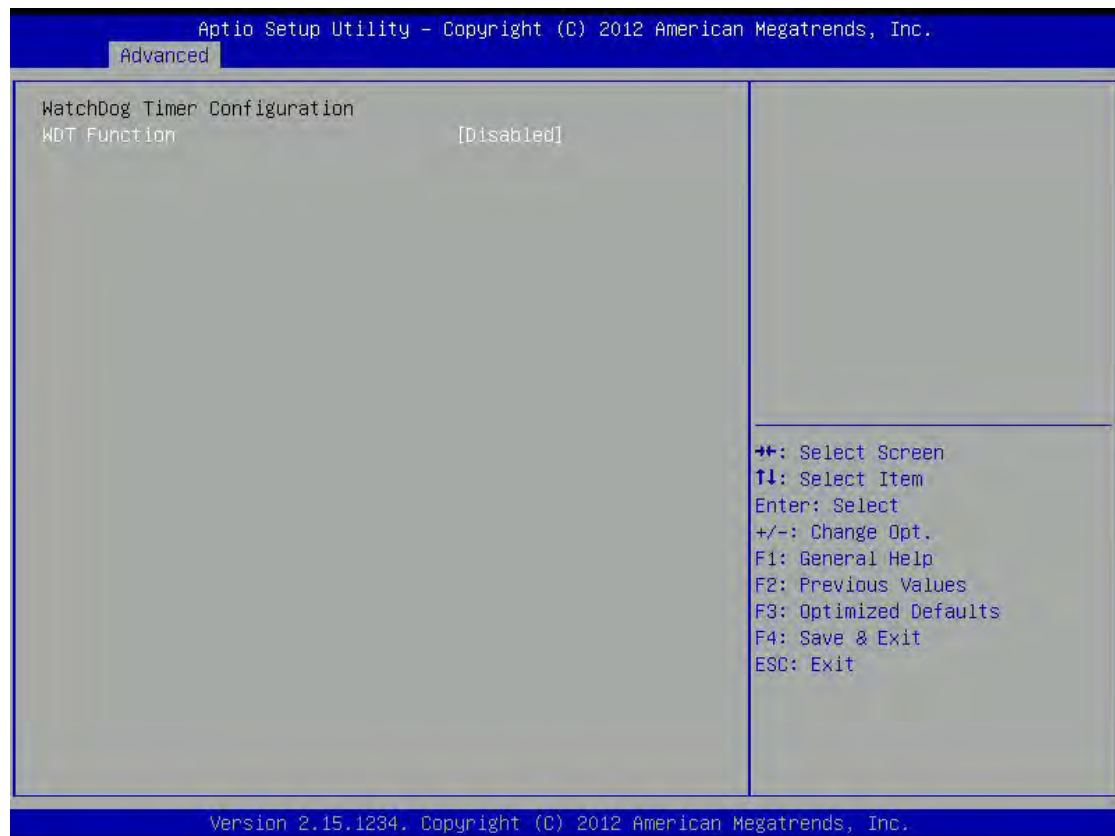 Aptio Setup Utility – Copyright (C) 2012 American Megatrends, Inc.
Advanced
WatchDog Timer Configuration
WDT Function [Disabled]
→←: Select Screen
↑↓: Select Item
Enter: Select
+/-: Change Opt.
F1: General Help
F2: Previous Values
F3: Optimized Defaults
F4: Save & Exit
ESC: Exit
Version 2.15.1234. Copyright (C) 2012 American Megatrends, Inc.